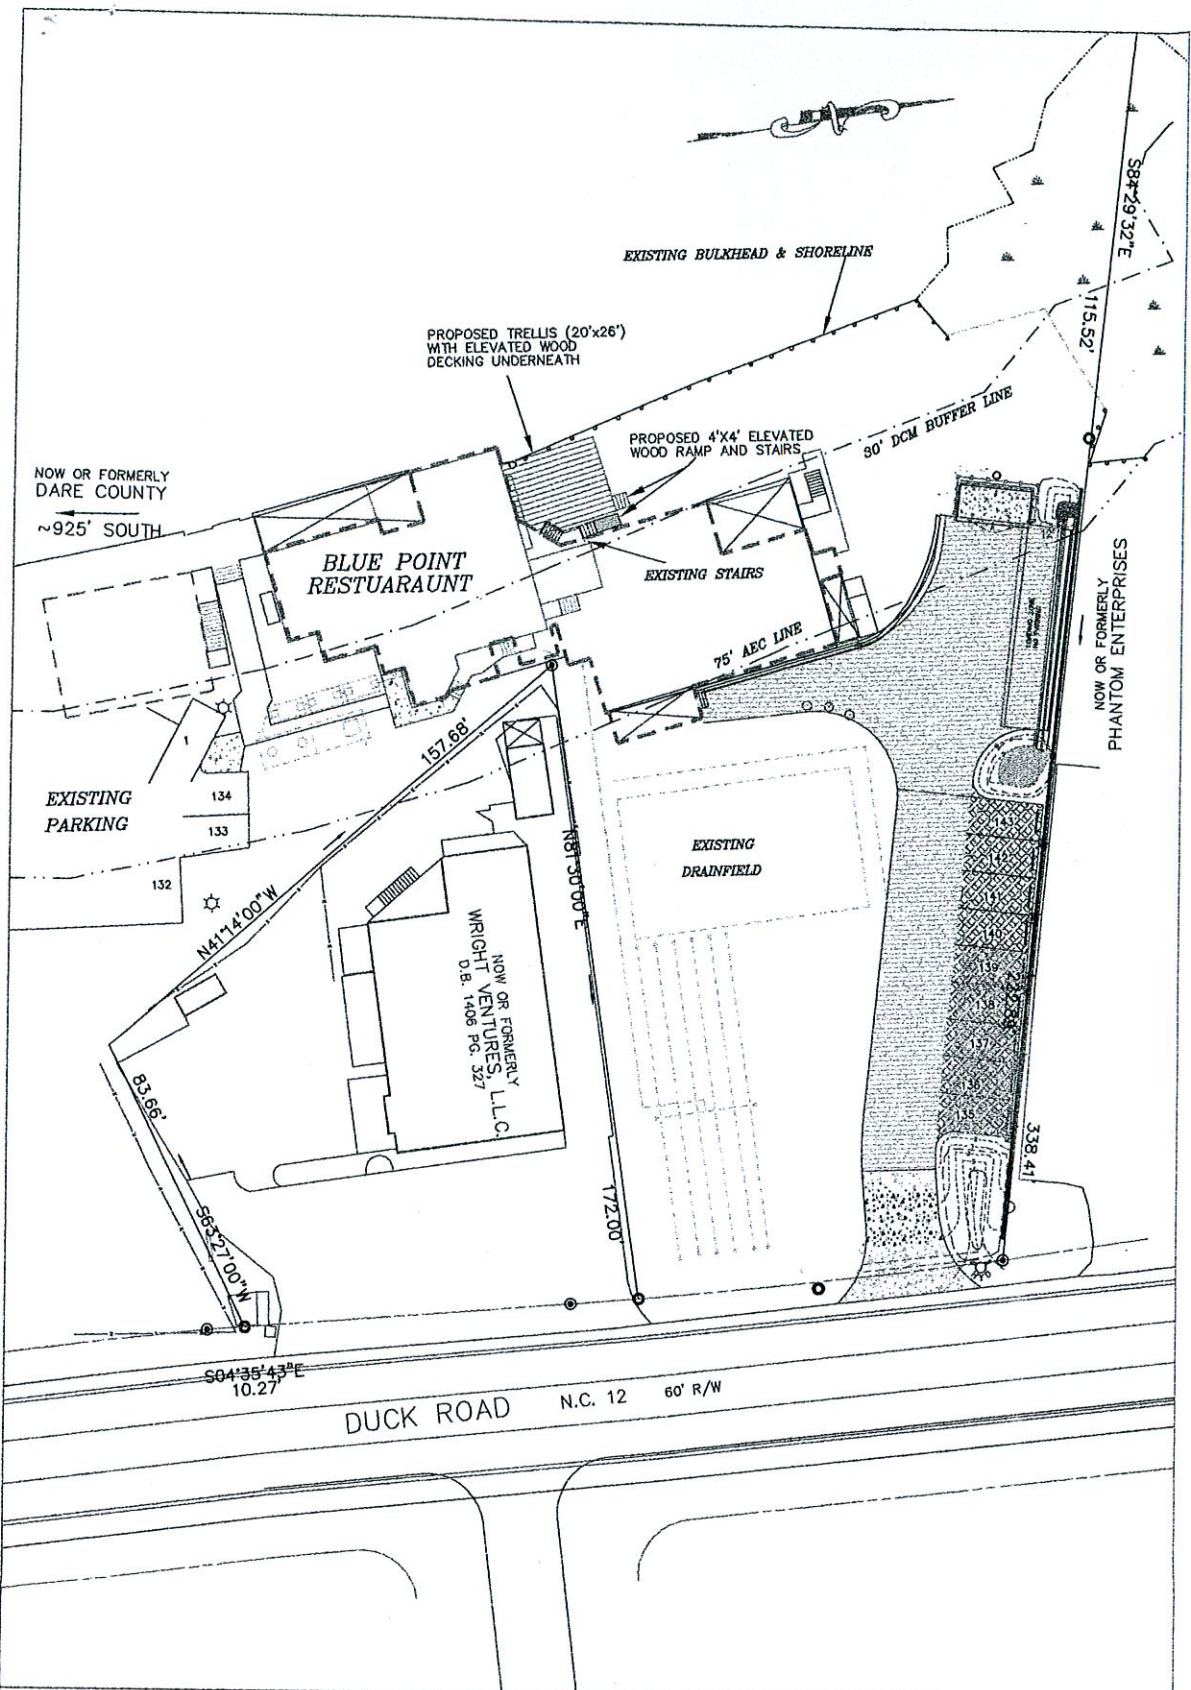 S84°29'32"E
115.52'
EXISTING BULKHEAD & SHORELINE
PROPOSED TRELLIS (20'x26')
WITH ELEVATED WOOD
DECKING UNDERNEATH
PROPOSED 4'X4' ELEVATED
WOOD RAMP AND STAIRS
30' DCM BUFFER LINE
NOW OR FORMERLY
DARE COUNTY
~925' SOUTH
BLUE POINT
RESTUARAUNT
EXISTING STAIRS
75' AEC LINE
NOW OR FORMERLY
PHANTOM ENTERPRISES
157.68'
1
EXISTING
PARKING
134
133
132
EXISTING
DRAINFIELD
N41°14'00"W
N81°30'00"E
NOW OR FORMERLY
WRIGHT VENTURES, L.L.C.
D.B. 1406 PG. 327
143
142
141
140
139
138
137
136
135
338.41'
83.66'
S63°27'00"W
172.00'
S04°35'43"E
10.27'
DUCK ROAD
N.C. 12
60' R/W